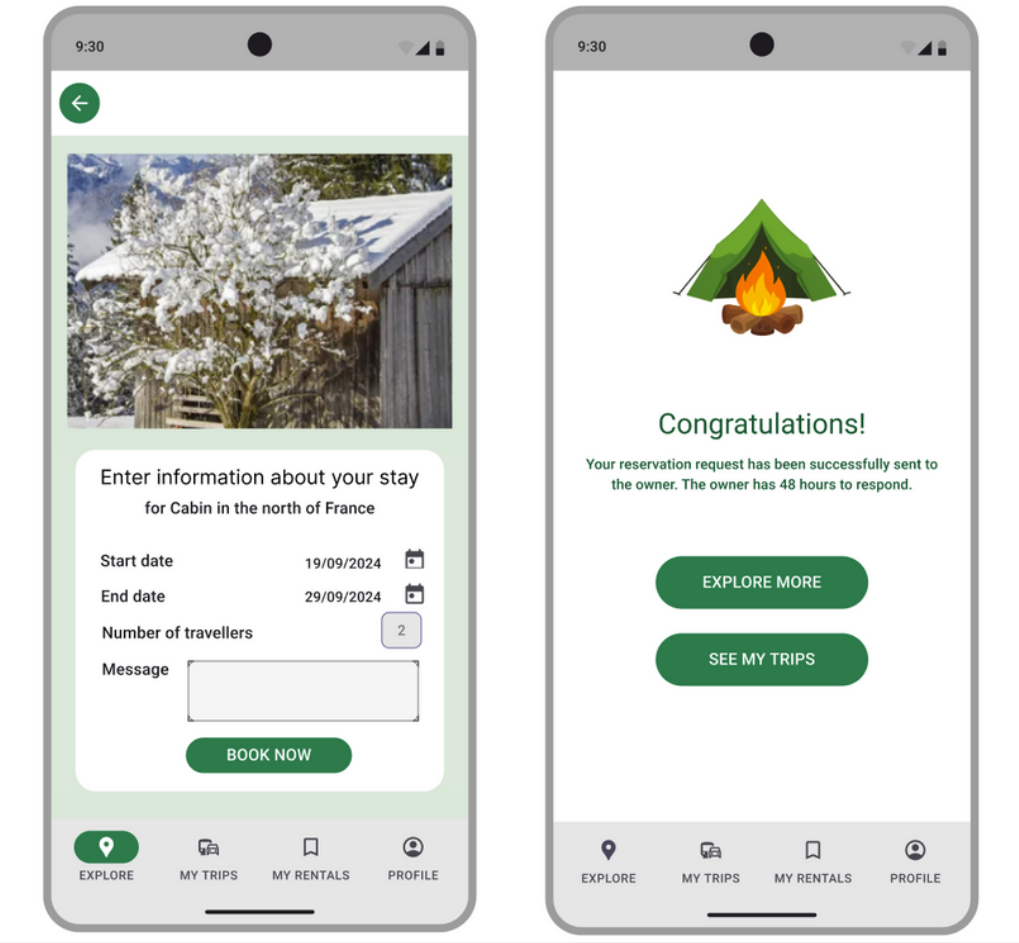 9:30
Enter information about your stay
for Cabin in the north of France
Start date 19/09/2024
End date 29/09/2024
Number of travellers 2
Message
BOOK NOW
EXPLORE MY TRIPS MY RENTALS PROFILE
9:30
Congratulations!
Your reservation request has been successfully sent to
the owner. The owner has 48 hours to respond.
EXPLORE MORE
SEE MY TRIPS
EXPLORE MY TRIPS MY RENTALS PROFILE